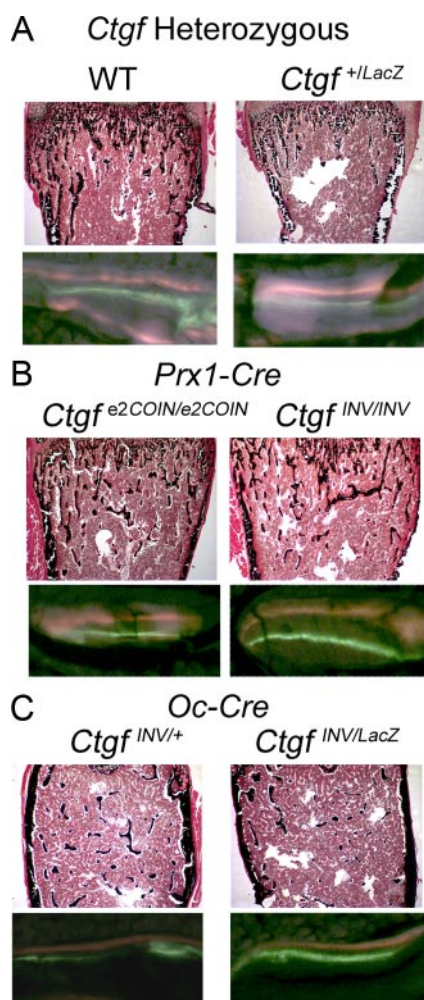 A Ctgf Heterozygous
WT Ctgf +/LacZ
B Prx1-Cre
Ctgf e2COIN/e2COIN Ctgf INV/INV
C Oc-Cre
Ctgf INV/+ Ctgf INV/LacZ